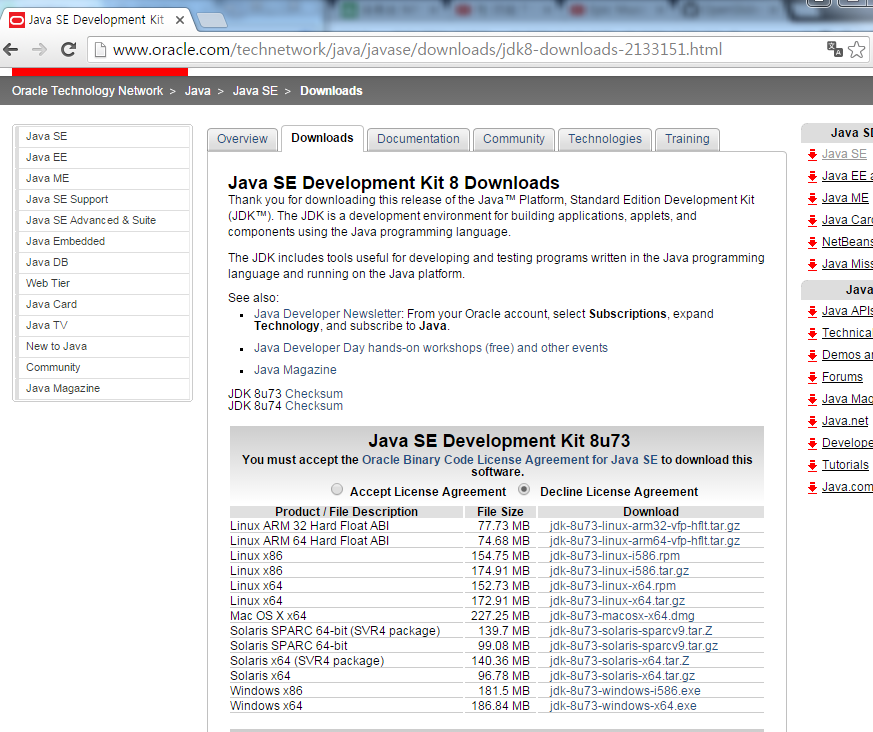 Java SE Development Kit
www.oracle.com/technetwork/java/javase/downloads/jdk8-downloads-2133151.html
Oracle Technology Network > Java > Java SE > Downloads
Java SE
Java EE
Java ME
Java SE Support
Java SE Advanced & Suite
Java Embedded
Java DB
Web Tier
Java Card
Java TV
New to Java
Community
Java Magazine
Overview Downloads Documentation Community Technologies Training
Java SE Development Kit 8 Downloads
Thank you for downloading this release of the Java™ Platform, Standard Edition Development Kit
(JDK™). The JDK is a development environment for building applications, applets, and
components using the Java programming language.
The JDK includes tools useful for developing and testing programs written in the Java programming
language and running on the Java platform.
See also:
Java Developer Newsletter: From your Oracle account, select Subscriptions, expand
Technology, and subscribe to Java.
Java Developer Day hands-on workshops (free) and other events
Java Magazine
JDK 8u73 Checksum
JDK 8u74 Checksum
Java SE Development Kit 8u73
You must accept the Oracle Binary Code License Agreement for Java SE to download this
software.
Accept License Agreement Decline License Agreement
Product / File Description File Size Download
Linux ARM 32 Hard Float ABI 77.73 MB jdk-8u73-linux-arm32-vfp-hflt.tar.gz
Linux ARM 64 Hard Float ABI 74.68 MB jdk-8u73-linux-arm64-vfp-hflt.tar.gz
Linux x86 154.75 MB jdk-8u73-linux-i586.rpm
Linux x86 174.91 MB jdk-8u73-linux-i586.tar.gz
Linux x64 152.73 MB jdk-8u73-linux-x64.rpm
Linux x64 172.91 MB jdk-8u73-linux-x64.tar.gz
Mac OS X x64 227.25 MB jdk-8u73-macosx-x64.dmg
Solaris SPARC 64-bit (SVR4 package) 139.7 MB jdk-8u73-solaris-sparcv9.tar.Z
Solaris SPARC 64-bit 99.08 MB jdk-8u73-solaris-sparcv9.tar.gz
Solaris x64 (SVR4 package) 140.36 MB jdk-8u73-solaris-x64.tar.Z
Solaris x64 96.78 MB jdk-8u73-solaris-x64.tar.gz
Windows x86 181.5 MB jdk-8u73-windows-i586.exe
Windows x64 186.84 MB jdk-8u73-windows-x64.exe
Java SE
Java SE
Java EE a
Java ME
Java Card
NetBeans
Java Miss
Java
Java APIs
Technical
Demos an
Forums
Java Mag
Java.net
Develope
Tutorials
Java.com